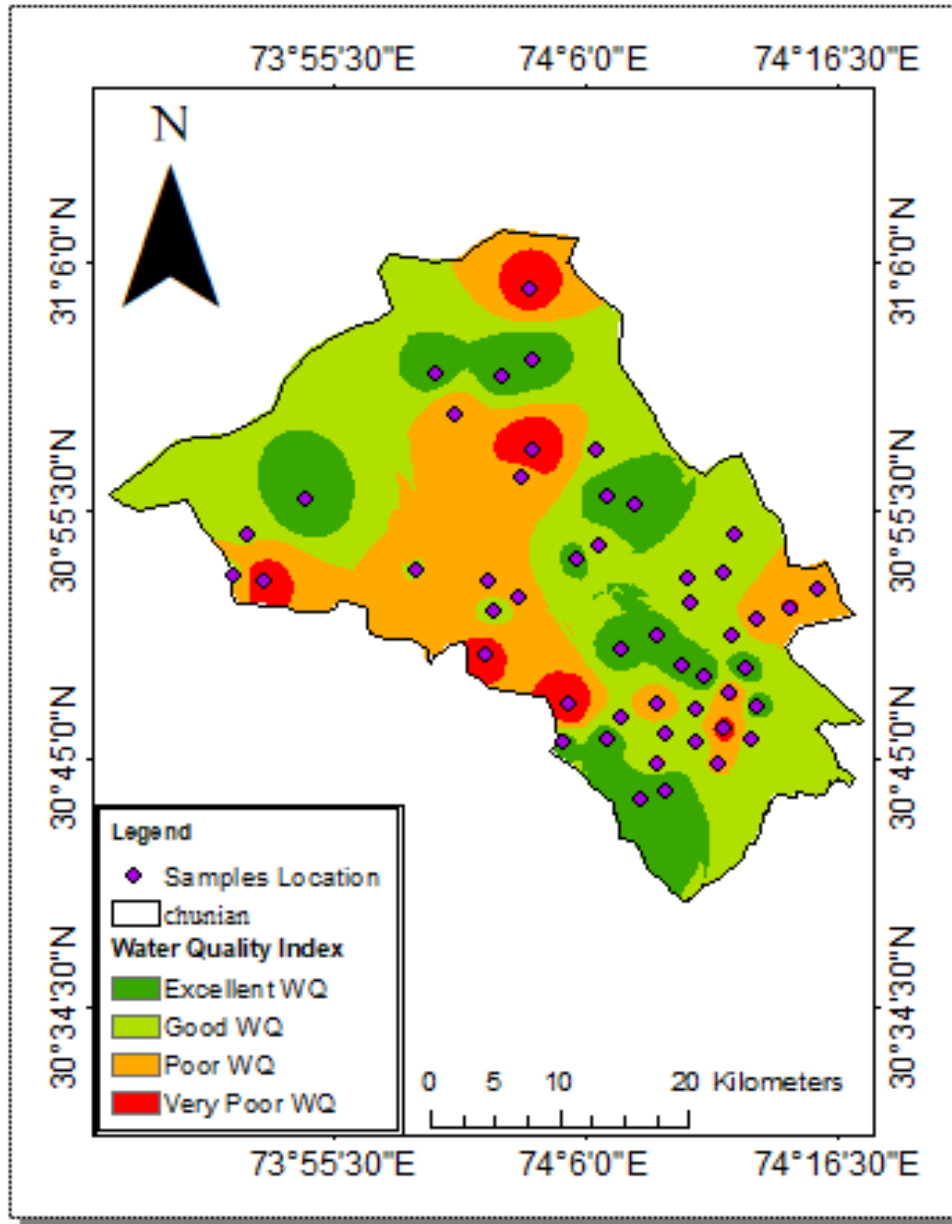 73°55'30"E 74°6'0"E 74°16'30"E
N
31°6'0"N 31°6'0"N
30°55'30"N 30°55'30"N
30°45'0"N 30°45'0"N
30°34'30"N 30°34'30"N
Legend
Samples Location
chunian
Water Quality Index
Excellent WQ
Good WQ
Poor WQ
Very Poor WQ
0 5 10 20 Kilometers
73°55'30"E 74°6'0"E 74°16'30"E